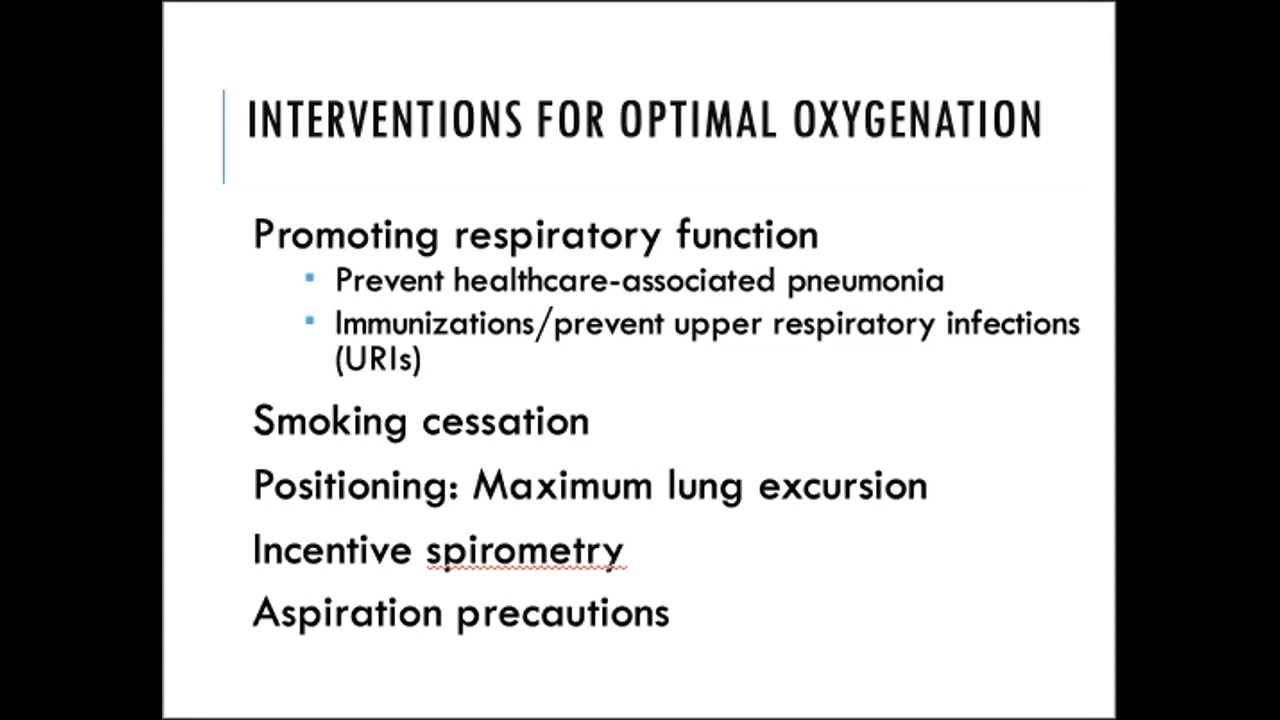 INTERVENTIONS FOR OPTIMAL OXYGENATION
Promoting respiratory function
▪ Prevent healthcare-associated pneumonia
▪ Immunizations/prevent upper respiratory infections
(URIs)
Smoking cessation
Positioning: Maximum lung excursion
Incentive spirometry
Aspiration precautions